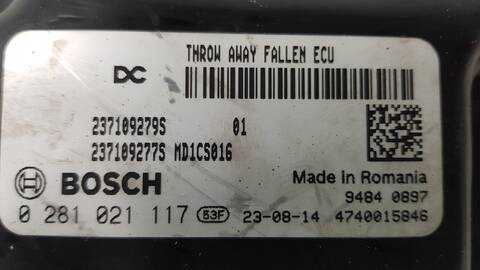 THROW AWAY FALLEN ECU
DC
237109279S 01
237109277S MD1CS016
BOSCH
Made in Romania
9484 0897
0 281 021 117 53F 23-08-14 4740015846